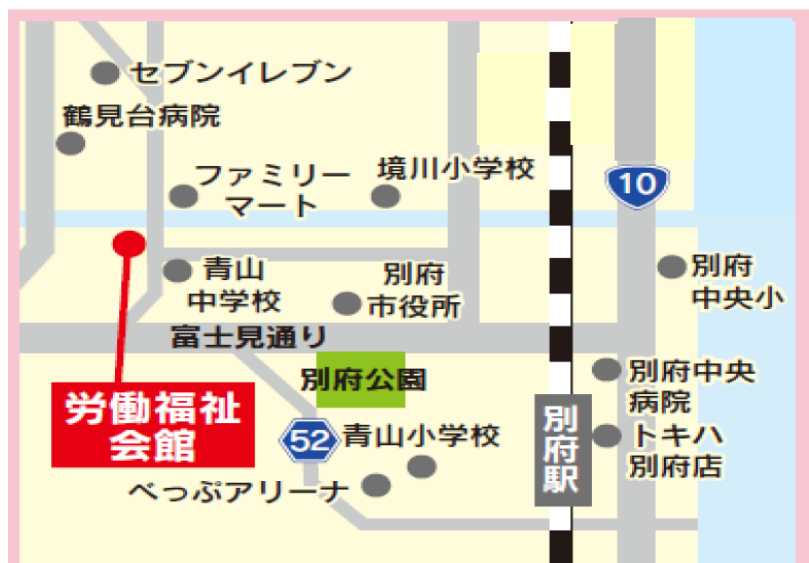 セブンイレブン
鶴見台病院
ファミリー
マート
境川小学校
10
青山
中学校
別府
市役所
別府
中央小
富士見通り
労働福祉
会館
別府公園
52
青山小学校
べっぷアリーナ
別府駅
別府中央
病院
トキハ
別府店